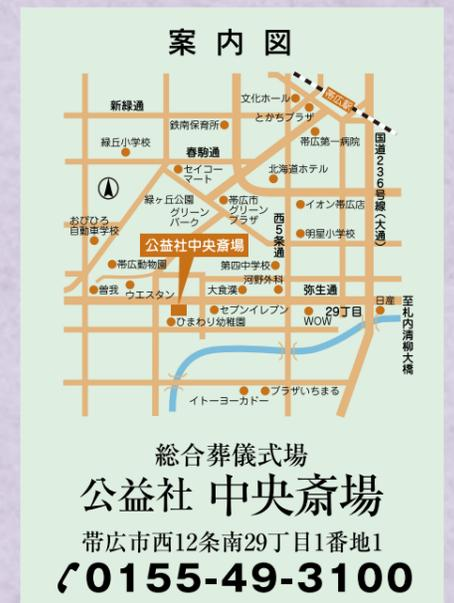 案内図
文化ホール
帯広駅
とかちプラザ
新緑通
鉄南保育所
帯広第一病院
国道236号線(大通)
緑丘小学校
春駒通
セイコー
マート
北海道ホテル
緑ヶ丘公園
グリーン
パーク
帯広市
グリーン
プラザ
西5条通
イオン帯広店
おびひろ
自動車学校
公益社中央斎場
明星小学校
帯広動物園
第四中学校
河野外科
曽我
ウエスタン
大食漢
弥生通
日産
至札内清柳大橋
セブンイレブン
29丁目
WOW
ひまわり幼稚園
プラザいちまる
イトーヨーカドー
総合葬儀式場
公益社 中央斎場
帯広市西12条南29丁目1番地1
0155-49-3100